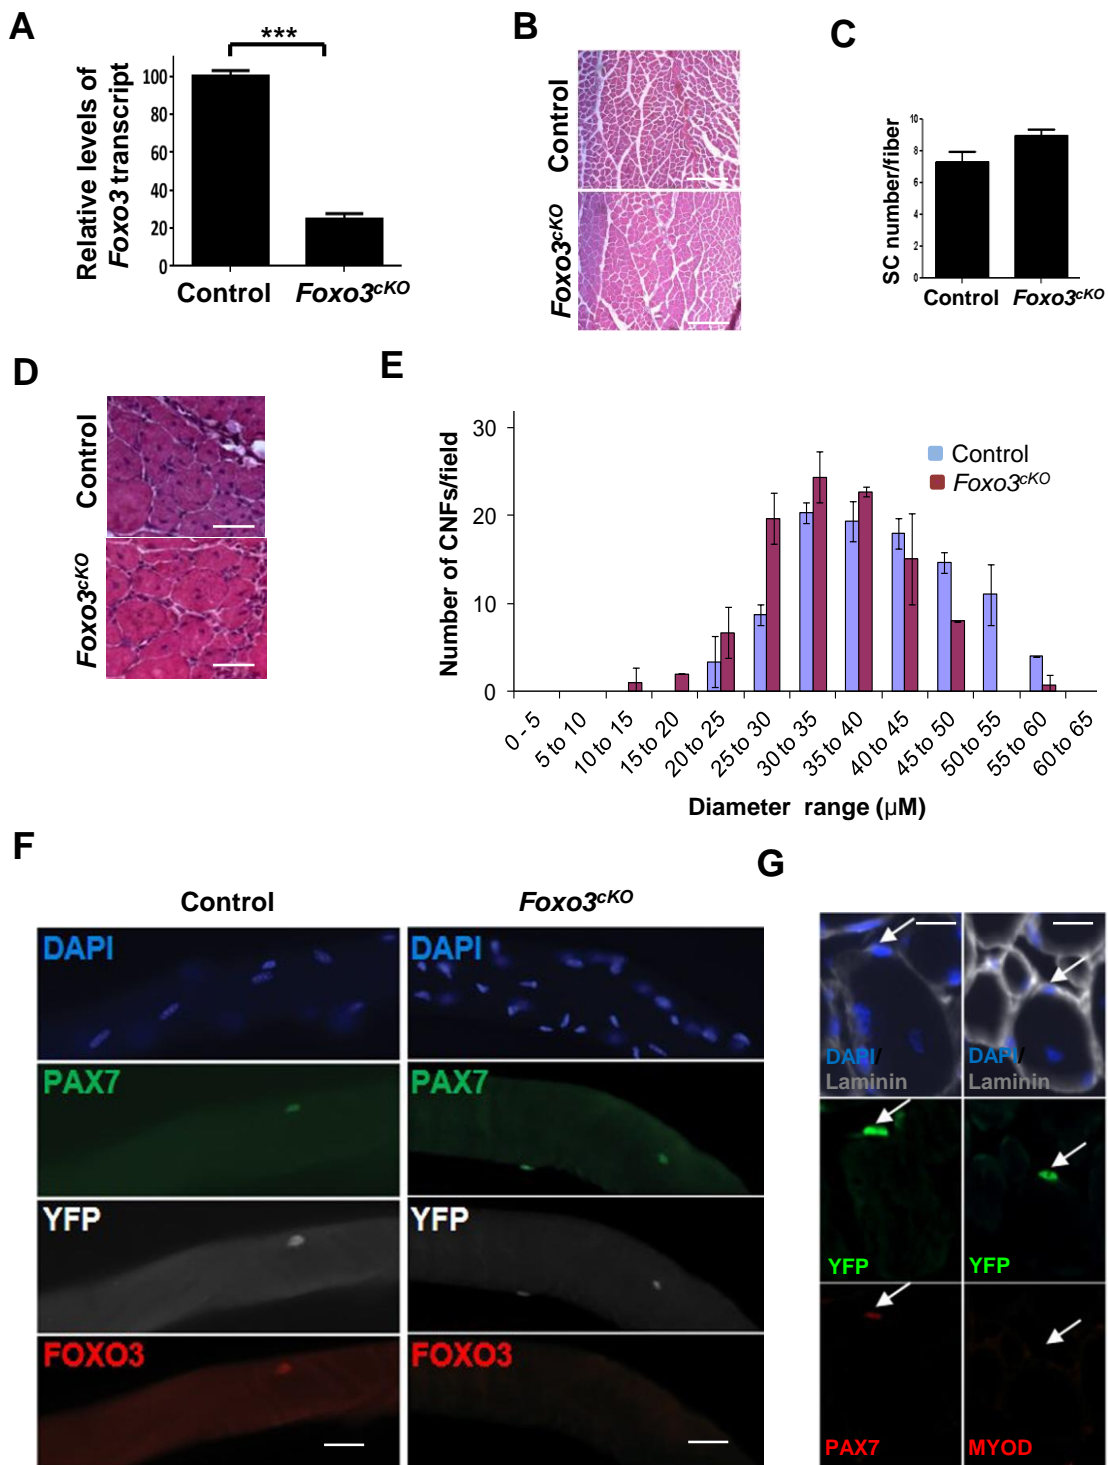 A
***
Relative levels of
Foxo3 transcript
100
80
60
40
20
0
Control
Foxo3cKO
B
Control
Foxo3cKO
C
SC number/fiber
10
8
6
4
2
0
Control
Foxo3cKO
D
Control
Foxo3cKO
E
Number of CNFs/field
30
20
10
0
Control
Foxo3cKO
0 - 5
5 to 10
10 to 15
15 to 20
20 to 25
25 to 30
30 to 35
35 to 40
40 to 45
45 to 50
50 to 55
55 to 60
60 to 65
Diameter range (µM)
F
Control
Foxo3cKO
DAPI
DAPI
PAX7
PAX7
YFP
YFP
FOXO3
FOXO3
G
DAPI/
Laminin
DAPI/
Laminin
YFP
YFP
PAX7
MYOD